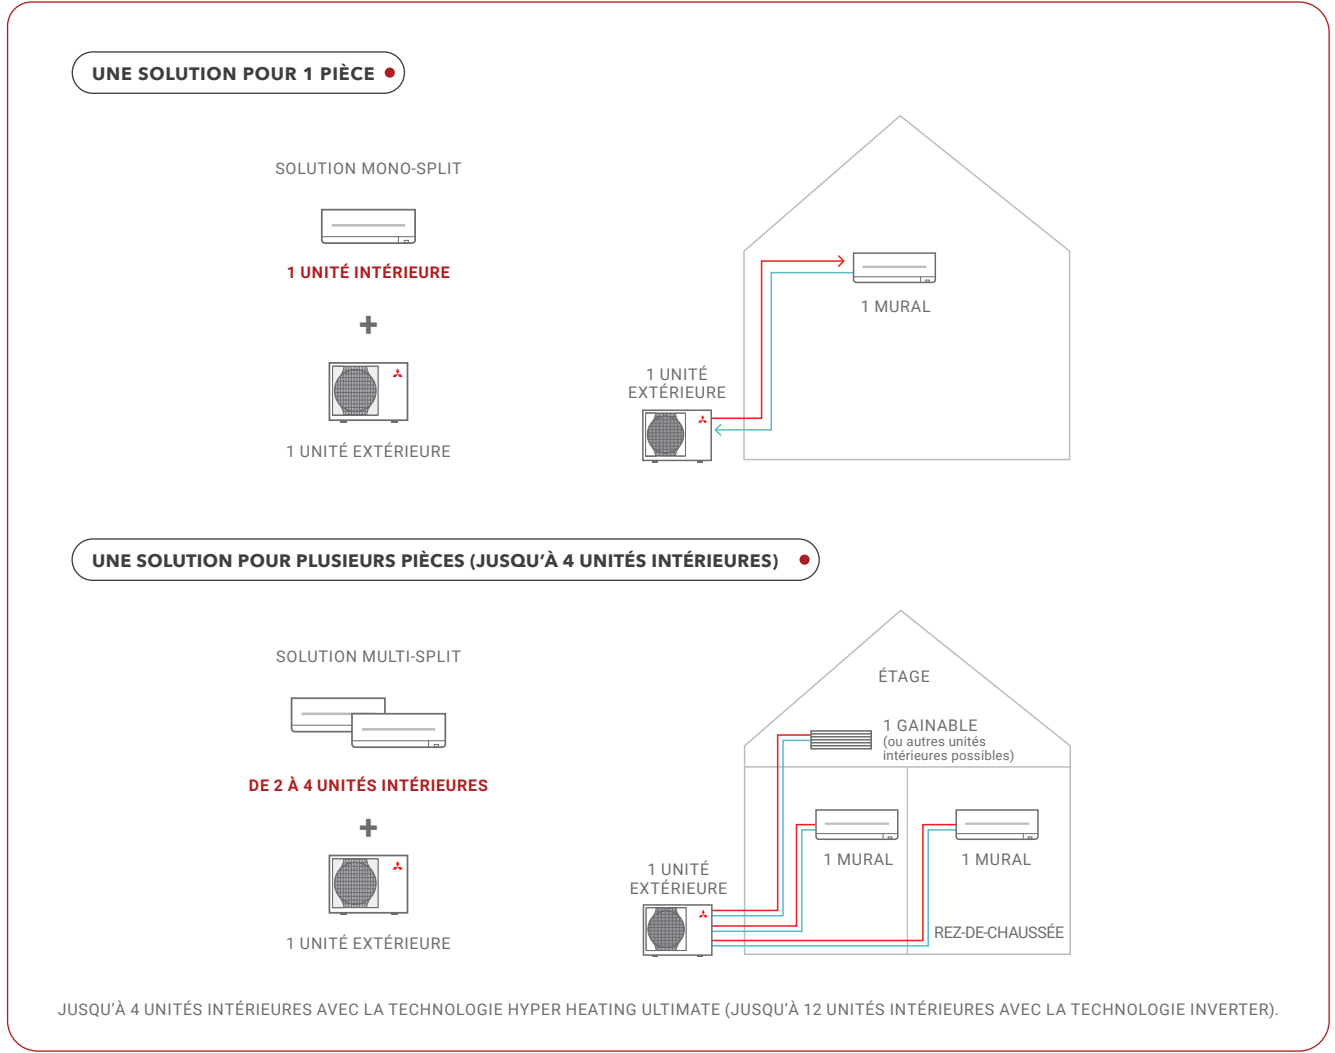 UNE SOLUTION POUR 1 PIÈCE
SOLUTION MONO-SPLIT
1 UNITÉ INTÉRIEURE
+
1 UNITÉ EXTÉRIEURE
1 MURAL
1 UNITÉ
EXTÉRIEURE
UNE SOLUTION POUR PLUSIEURS PIÈCES (JUSQU’À 4 UNITÉS INTÉRIEURES)
SOLUTION MULTI-SPLIT
DE 2 À 4 UNITÉS INTÉRIEURES
+
1 UNITÉ EXTÉRIEURE
ÉTAGE
1 GAINABLE
(ou autres unités
intérieures possibles)
1 MURAL
1 MURAL
1 UNITÉ
EXTÉRIEURE
REZ-DE-CHAUSSÉE
JUSQU’À 4 UNITÉS INTÉRIEURES AVEC LA TECHNOLOGIE HYPER HEATING ULTIMATE (JUSQU’À 12 UNITÉS INTÉRIEURES AVEC LA TECHNOLOGIE INVERTER).